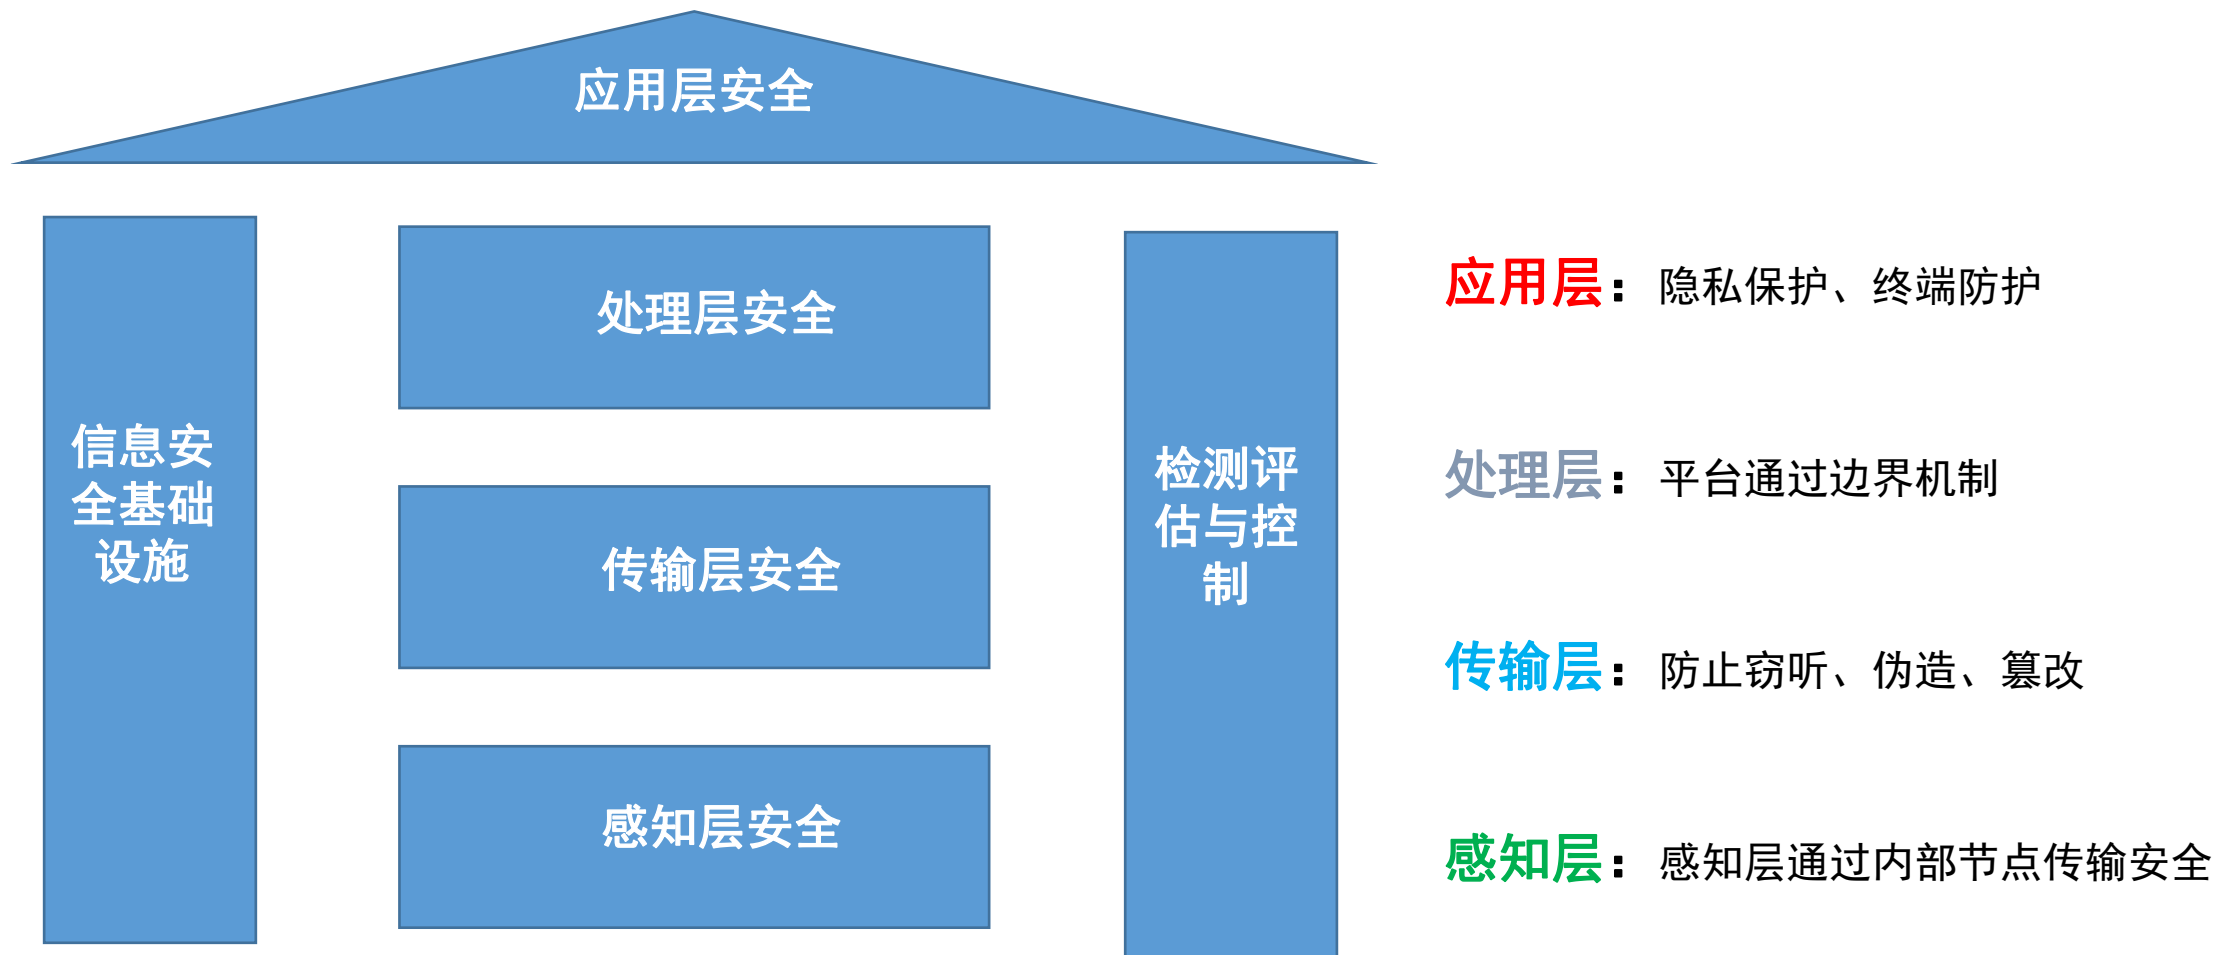 应用层安全
信息安
全基础
设施
处理层安全
传输层安全
感知层安全
检测评
估与控
制
应用层：隐私保护、终端防护
处理层：平台通过边界机制
传输层：防止窃听、伪造、篡改
感知层：感知层通过内部节点传输安全